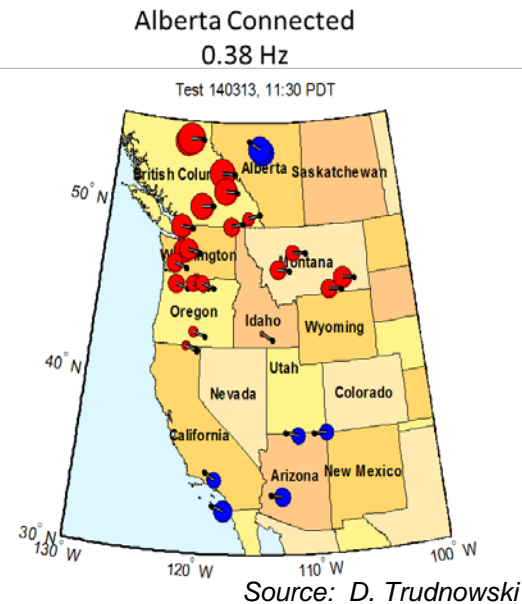 Alberta Connected
0.38 Hz
Test 140313, 11:30 PDT
Alberta
British Colum
Saskatchewan
50° N
Washington
Montana
Oregon
Idaho
Wyoming
40° N
Utah
Nevada
Colorado
California
Arizona
New Mexico
30° N
130° W
120° W
110° W
100° W
Source: D. Trudnowski